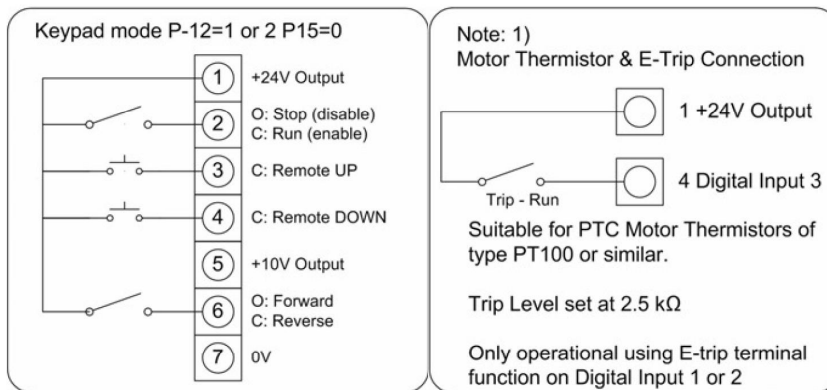 Keypad mode P-12=1 or 2 P15=0
1 +24V Output
2 O: Stop (disable)
C: Run (enable)
3 C: Remote UP
4 C: Remote DOWN
5 +10V Output
6 O: Forward
C: Reverse
7 0V
Note: 1)
Motor Thermistor & E-Trip Connection
1 +24V Output
4 Digital Input 3
Trip - Run
Suitable for PTC Motor Thermistors of
type PT100 or similar.
Trip Level set at 2.5 kΩ
Only operational using E-trip terminal
function on Digital Input 1 or 2